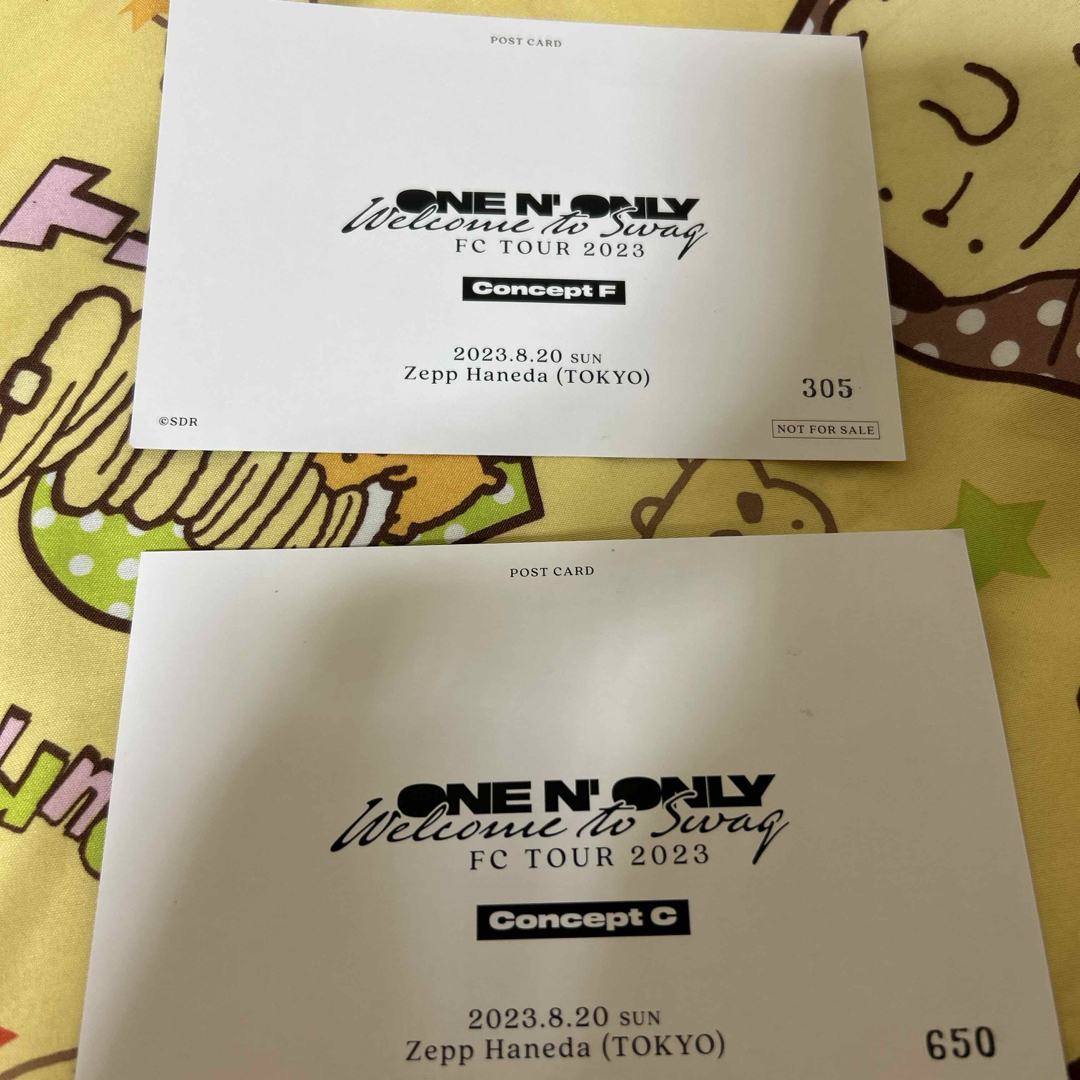 POST CARD
ONE N' ONLY
Welcome to Swag
FC TOUR 2023
Concept F
2023.8.20 SUN
Zepp Haneda (TOKYO)
305
©SDR
NOT FOR SALE
POST CARD
ONE N' ONLY
Welcome to Swag
FC TOUR 2023
Concept C
2023.8.20 SUN
Zepp Haneda (TOKYO)
650